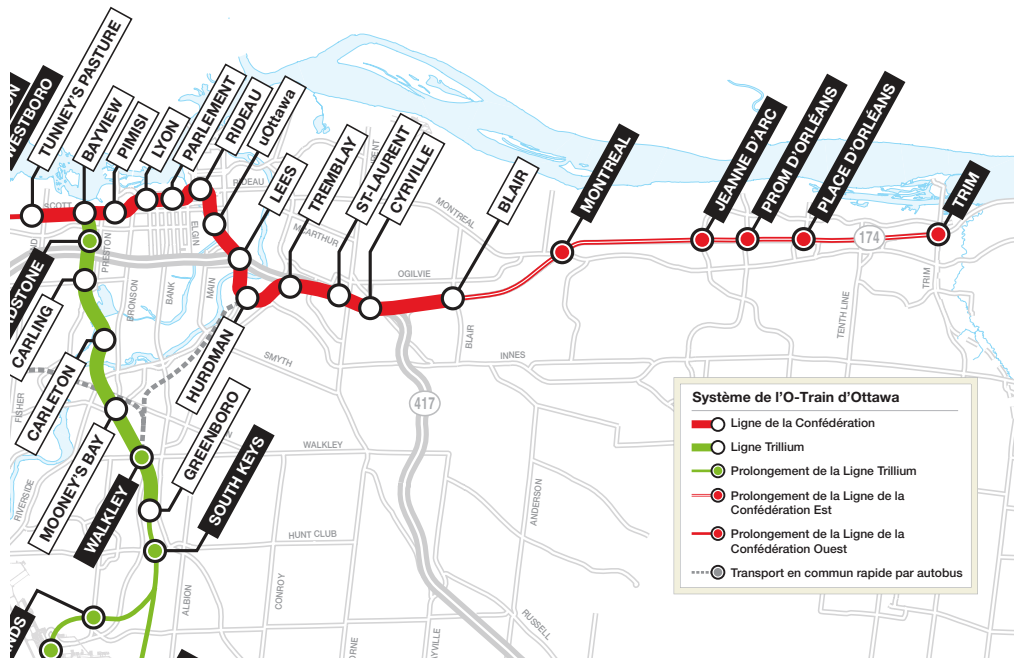 WESTBORO
TUNNEY'S PASTURE
BAYVIEW
PIMISI
LYON
PARLEMENT
RIDEAU
uOttawa
LEES
TREMBLAY
ST-LAURENT
CYRVILLE
BLAIR
MONTREAL
JEANNE D'ARC
PROM D'ORLÉANS
PLACE D'ORLÉANS
TRIM
SCOTT
RIDEAU
ELGIN
MCARTHUR
MONTREAL
OGILVIE
174
PRESTON
BRONSON
BANK
MAIN
CARLING
CARLETON
HURDMAN
SMYTH
BLAIR
INNES
TENTH LINE
TRIM
FISHER
417
RIVERSIDE
MOONEY'S BAY
WALKLEY
GREENBORO
SOUTH KEYS
WALKLEY
ANDERSON
HUNT CLUB
ALBION
CONROY
RUSSELL
Système de l'O-Train d'Ottawa
Ligne de la Confédération
Ligne Trillium
Prolongement de la Ligne Trillium
Prolongement de la Ligne de la
Confédération Est
Prolongement de la Ligne de la
Confédération Ouest
Transport en commun rapide par autobus